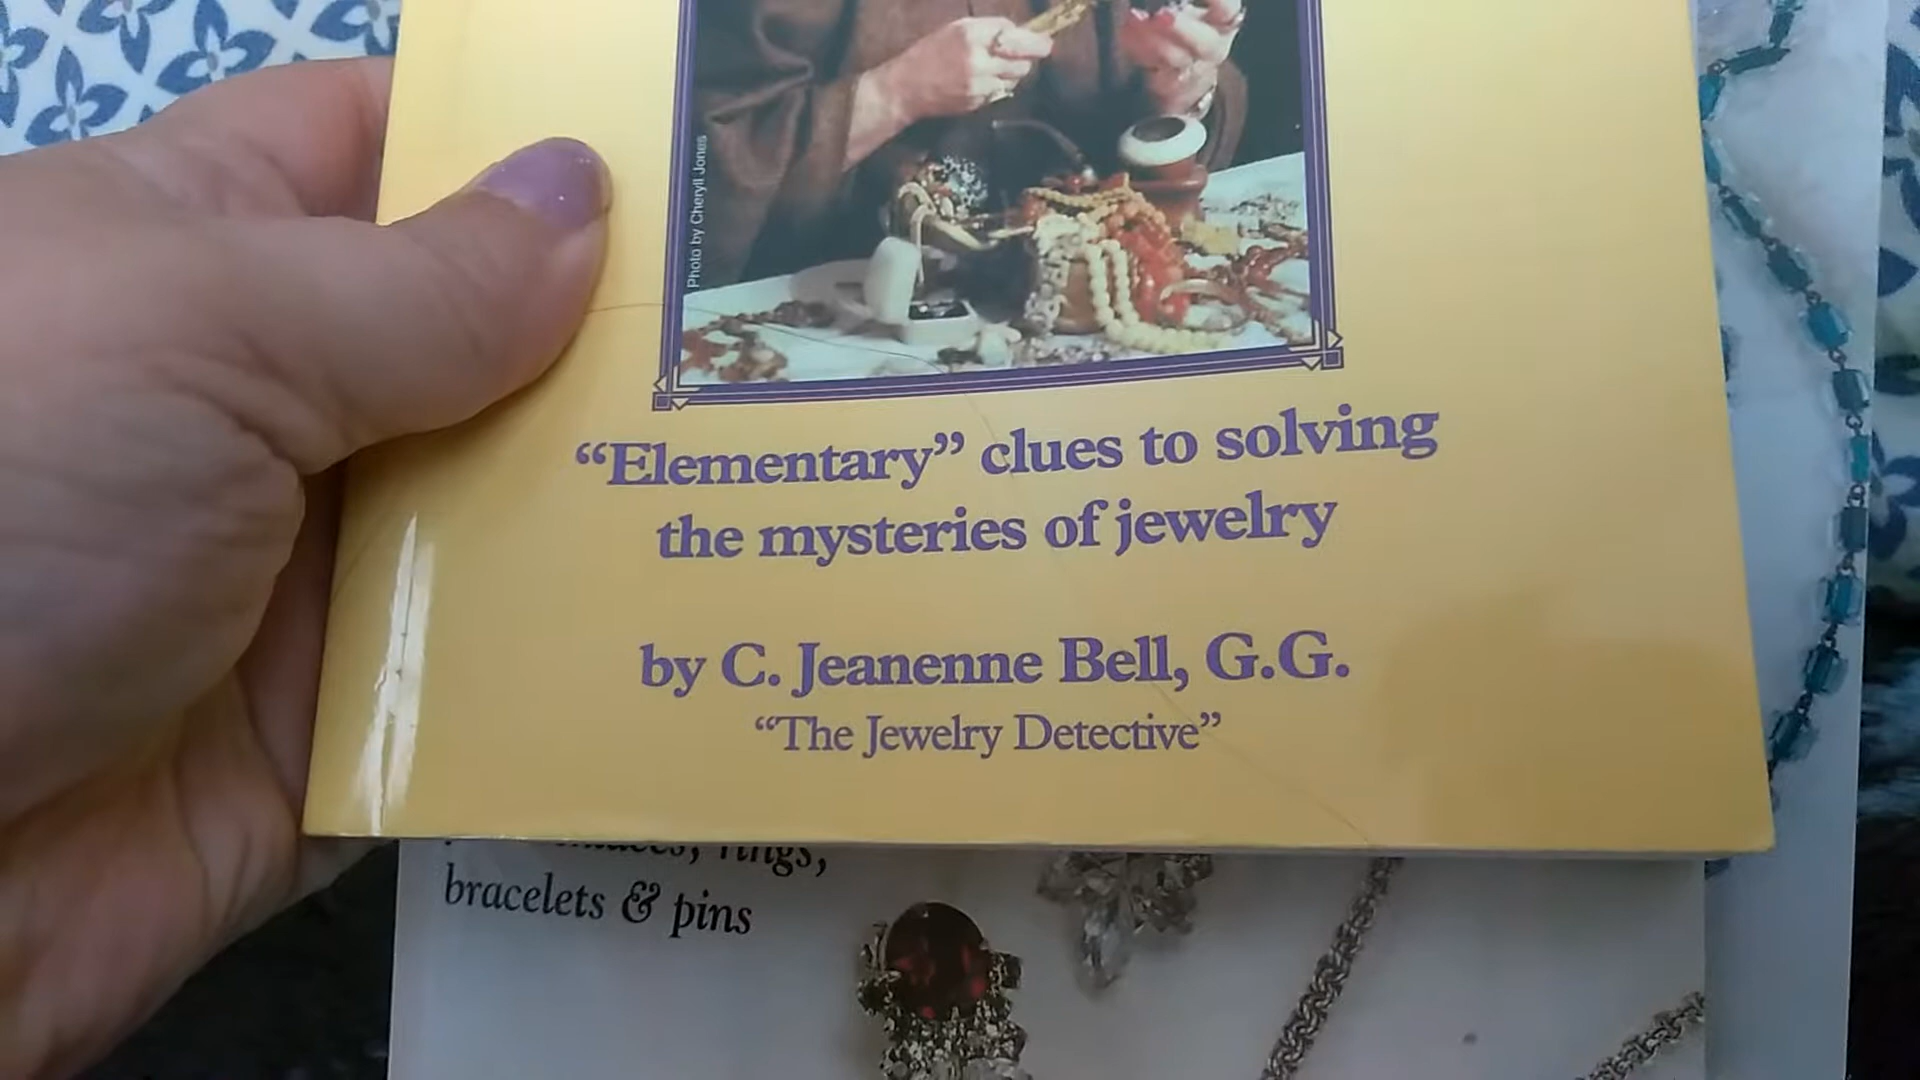 Photo by Cheryll Jones
“Elementary” clues to solving
the mysteries of jewelry
by C. Jeanenne Bell, G.G.
“The Jewelry Detective”
rings,
bracelets & pins